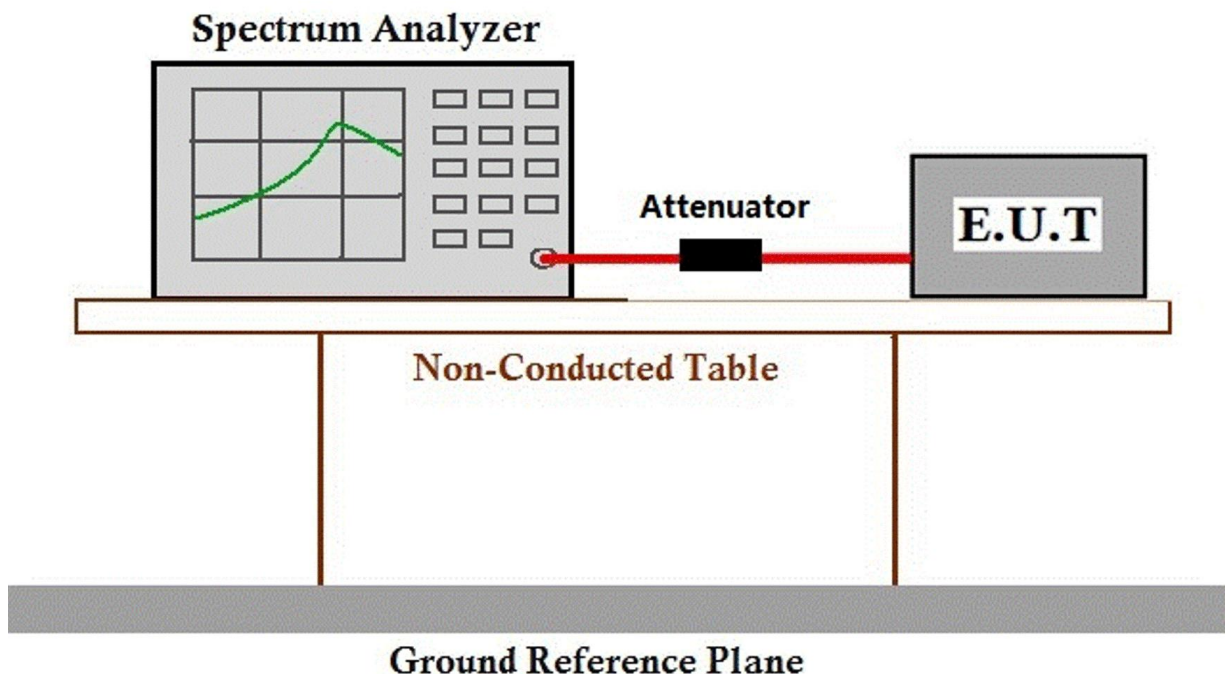 Spectrum Analyzer
Attenuator
E.U.T
Non-Conducted Table
Ground Reference Plane